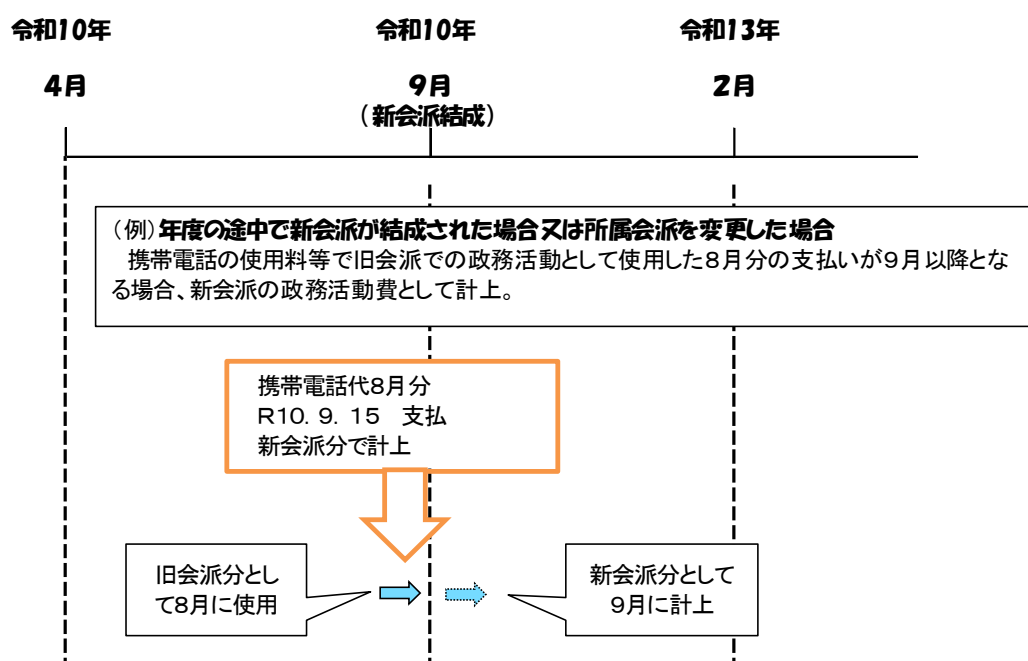 令和10年
令和10年
令和13年
4月
9月
2月
(新会派結成)
(例)年度の途中で新会派が結成された場合又は所属会派を変更した場合
携帯電話の使用料等で旧会派での政務活動として使用した8月分の支払いが9月以降とな
る場合、新会派の政務活動費として計上。
携帯電話代8月分
R10.9.15 支払
新会派分で計上
旧会派分とし
て8月に使用
新会派分として
9月に計上